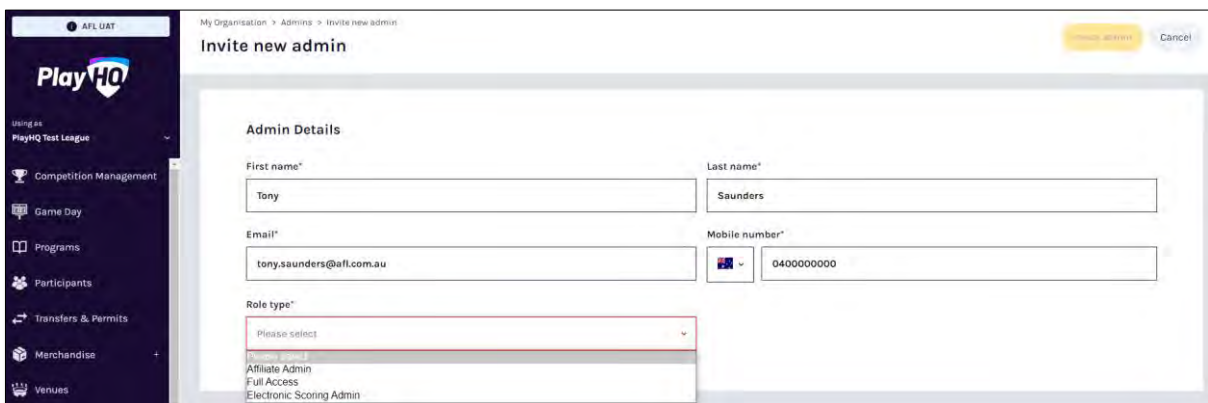 AFL UAT
PlayHQ
Using as
PlayHQ Test League
Competition Management
Game Day
Programs
Participants
Transfers & Permits
Merchandise +
Venues
My Organisation > Admins > Invite new admin
Invite new admin
Invite admin
Cancel
Admin Details
First name*
Last name*
Tony
Saunders
Email*
Mobile number*
tony.saunders@afl.com.au
0400000000
Role type*
Please select
Please select
Affiliate Admin
Full Access
Electronic Scoring Admin